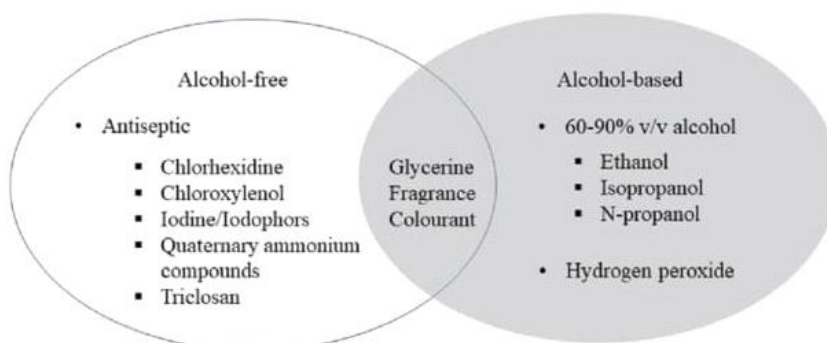 Alcohol-free
• Antiseptic
▪ Chlorhexidine
▪ Chloroxylenol
▪ Iodine/Iodophors
▪ Quaternary ammonium
compounds
▪ Triclosan
Glycerine
Fragrance
Colourant
Alcohol-based
• 60-90% v/v alcohol
▪ Ethanol
▪ Isopropanol
▪ N-propanol
• Hydrogen peroxide